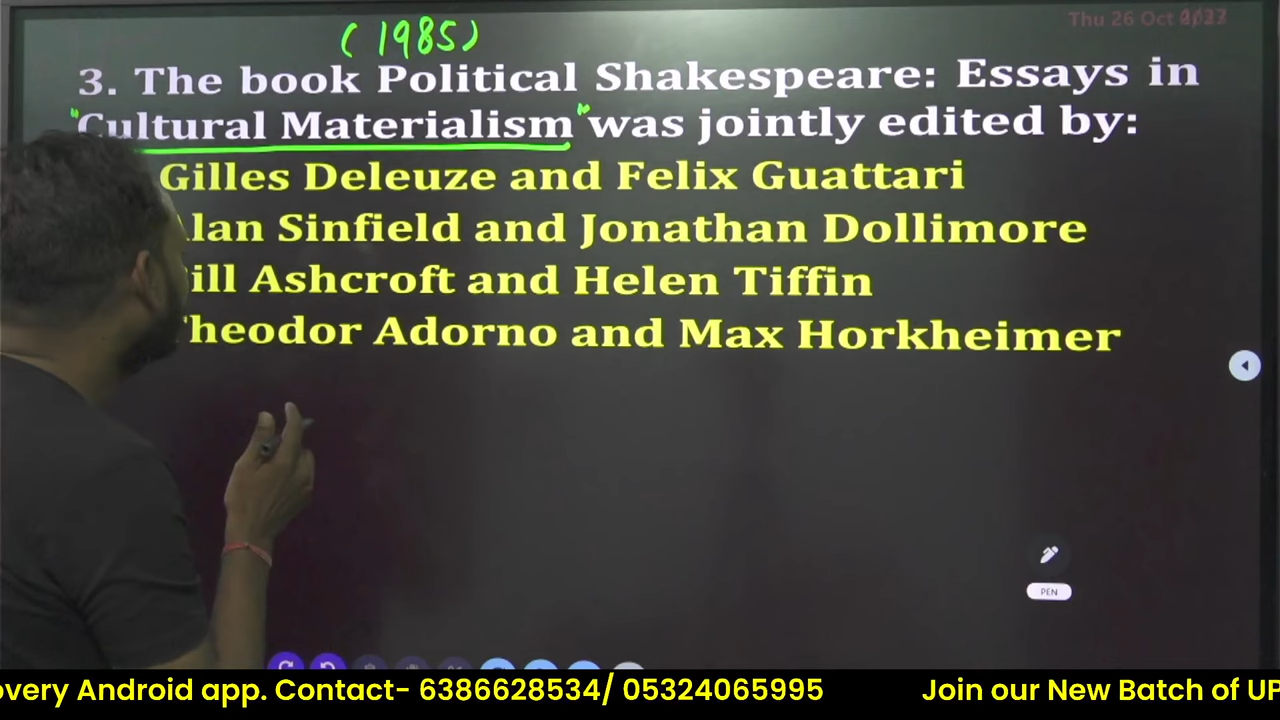 Thu 26 Oct
( 1985 )
3. The book Political Shakespeare: Essays in
"Cultural Materialism" was jointly edited by:
Gilles Deleuze and Felix Guattari
lan Sinfield and Jonathan Dollimore
ill Ashcroft and Helen Tiffin
heodor Adorno and Max Horkheimer
PEN
overy Android app. Contact- 6386628534/ 05324065995 Join our New Batch of UP